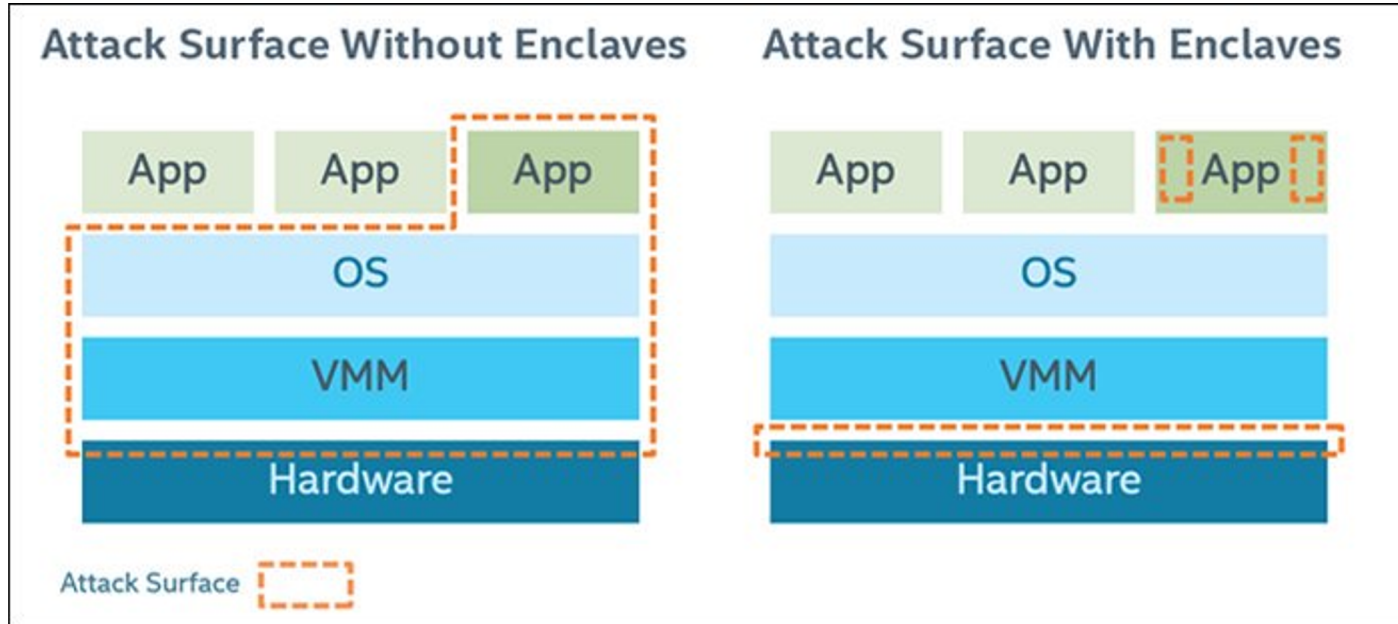 Attack Surface Without Enclaves
App App App
OS
VMM
Hardware
Attack Surface
Attack Surface With Enclaves
App App App
OS
VMM
Hardware